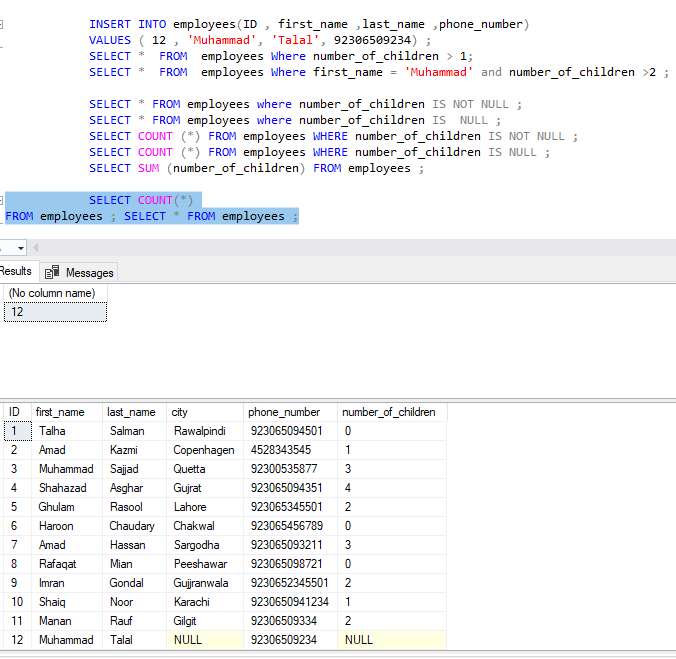 INSERT INTO employees(ID , first_name ,last_name ,phone_number)
VALUES ( 12 , 'Muhammad', 'Talal', 92306509234) ;
SELECT *  FROM  employees Where number_of_children > 1;
SELECT *  FROM  employees Where first_name = 'Muhammad' and number_of_children >2 ;
SELECT * FROM employees where number_of_children IS NOT NULL ;
SELECT * FROM employees where number_of_children IS  NULL ;
SELECT COUNT (*) FROM employees WHERE number_of_children IS NOT NULL ;
SELECT COUNT (*) FROM employees WHERE number_of_children IS NULL ;
SELECT SUM (number_of_children) FROM employees ;
SELECT COUNT(*)
FROM employees ; SELECT * FROM employees ;
Results Messages
(No column name)
12
ID first_name last_name city phone_number number_of_children
1 Talha Salman Rawalpindi 923065094501 0
2 Amad Kazmi Copenhagen 4528343545 1
3 Muhammad Sajjad Quetta 92300535877 3
4 Shahazad Asghar Gujrat 923065094351 4
5 Ghulam Rasool Lahore 923065345501 2
6 Haroon Chaudary Chakwal 923065456789 0
7 Amad Hassan Sargodha 923065093211 3
8 Rafaqat Mian Peeshawar 923065098721 0
9 Imran Gondal Gujjranwala 9230652345501 2
10 Shaiq Noor Karachi 9230650941234 1
11 Manan Rauf Gilgit 92306509334 2
12 Muhammad Talal NULL 92306509234 NULL